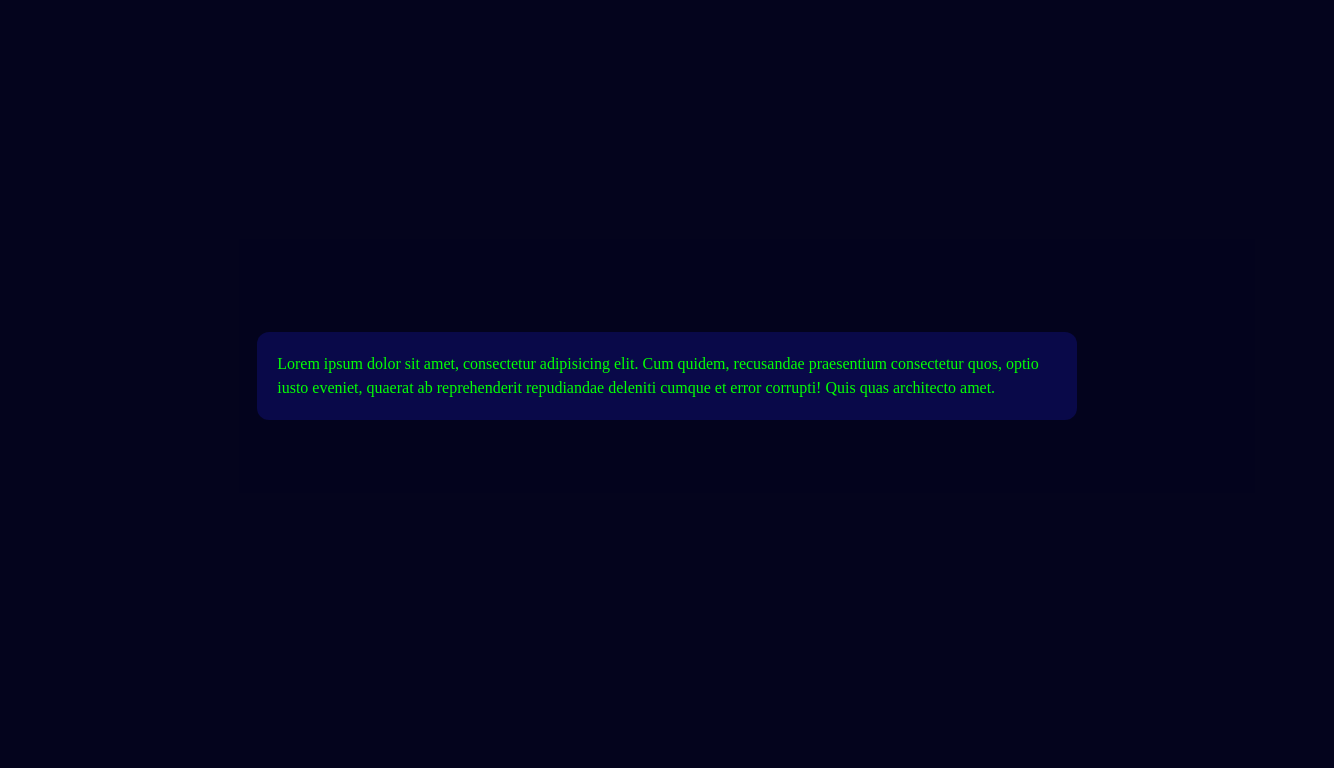 Lorem ipsum dolor sit amet, consectetur adipisicing elit. Cum quidem, recusandae praesentium consectetur quos, optio
iusto eveniet, quaerat ab reprehenderit repudiandae deleniti cumque et error corrupti! Quis quas architecto amet.